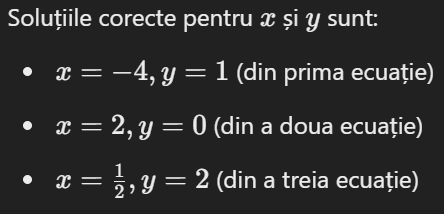 Soluțiile corecte pentru x și y sunt:
• x = −4, y = 1 (din prima ecuație)
• x = 2, y = 0 (din a doua ecuație)
• x = 1/2, y = 2 (din a treia ecuație)